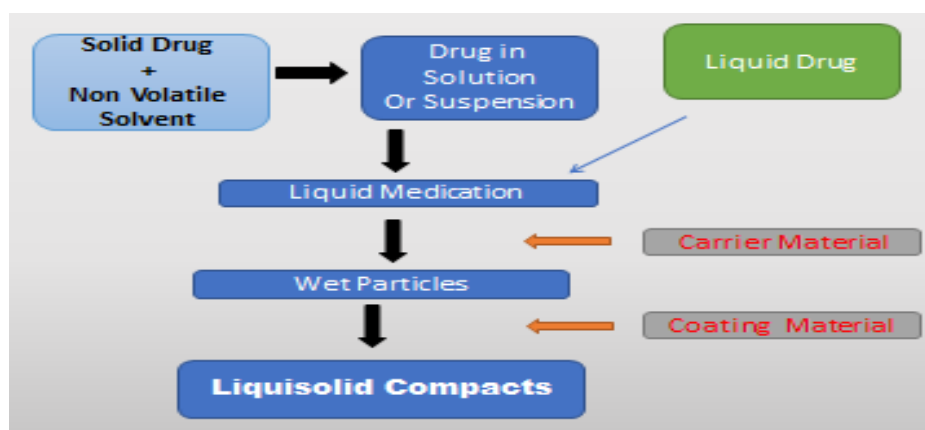 Solid Drug
+
Non Volatile
Solvent
Drug in
Solution
Or Suspension
Liquid Drug
Liquid Medication
Carrier Material
Wet Particles
Coating Material
Liquisolid Compacts